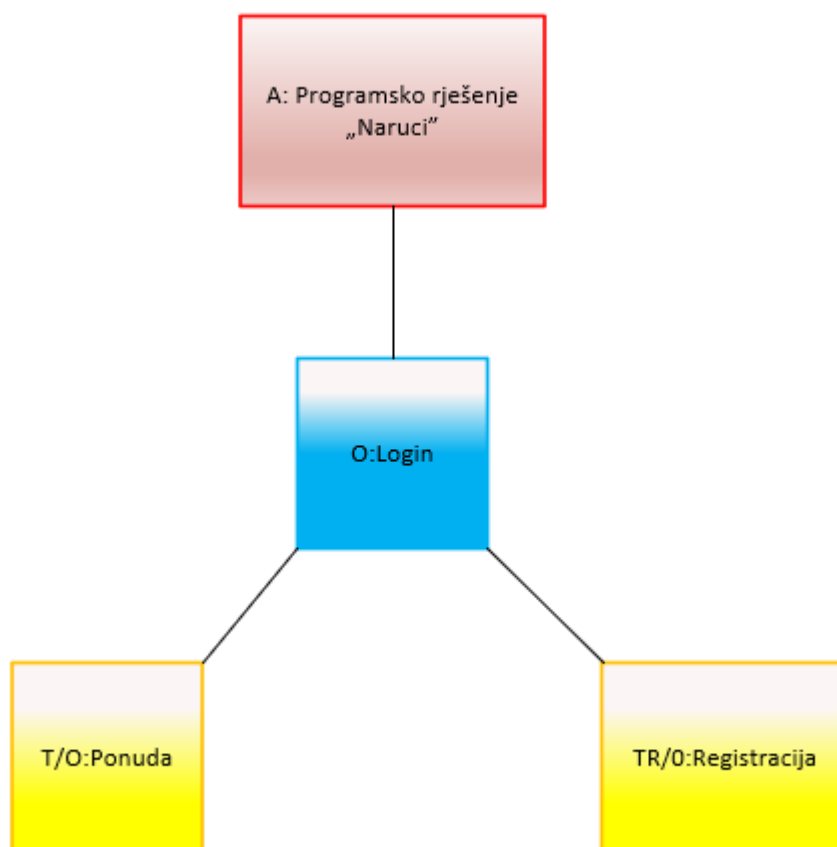 A: Programsko rješenje
„Naruci”
O:Login
T/O:Ponuda
TR/0:Registracija